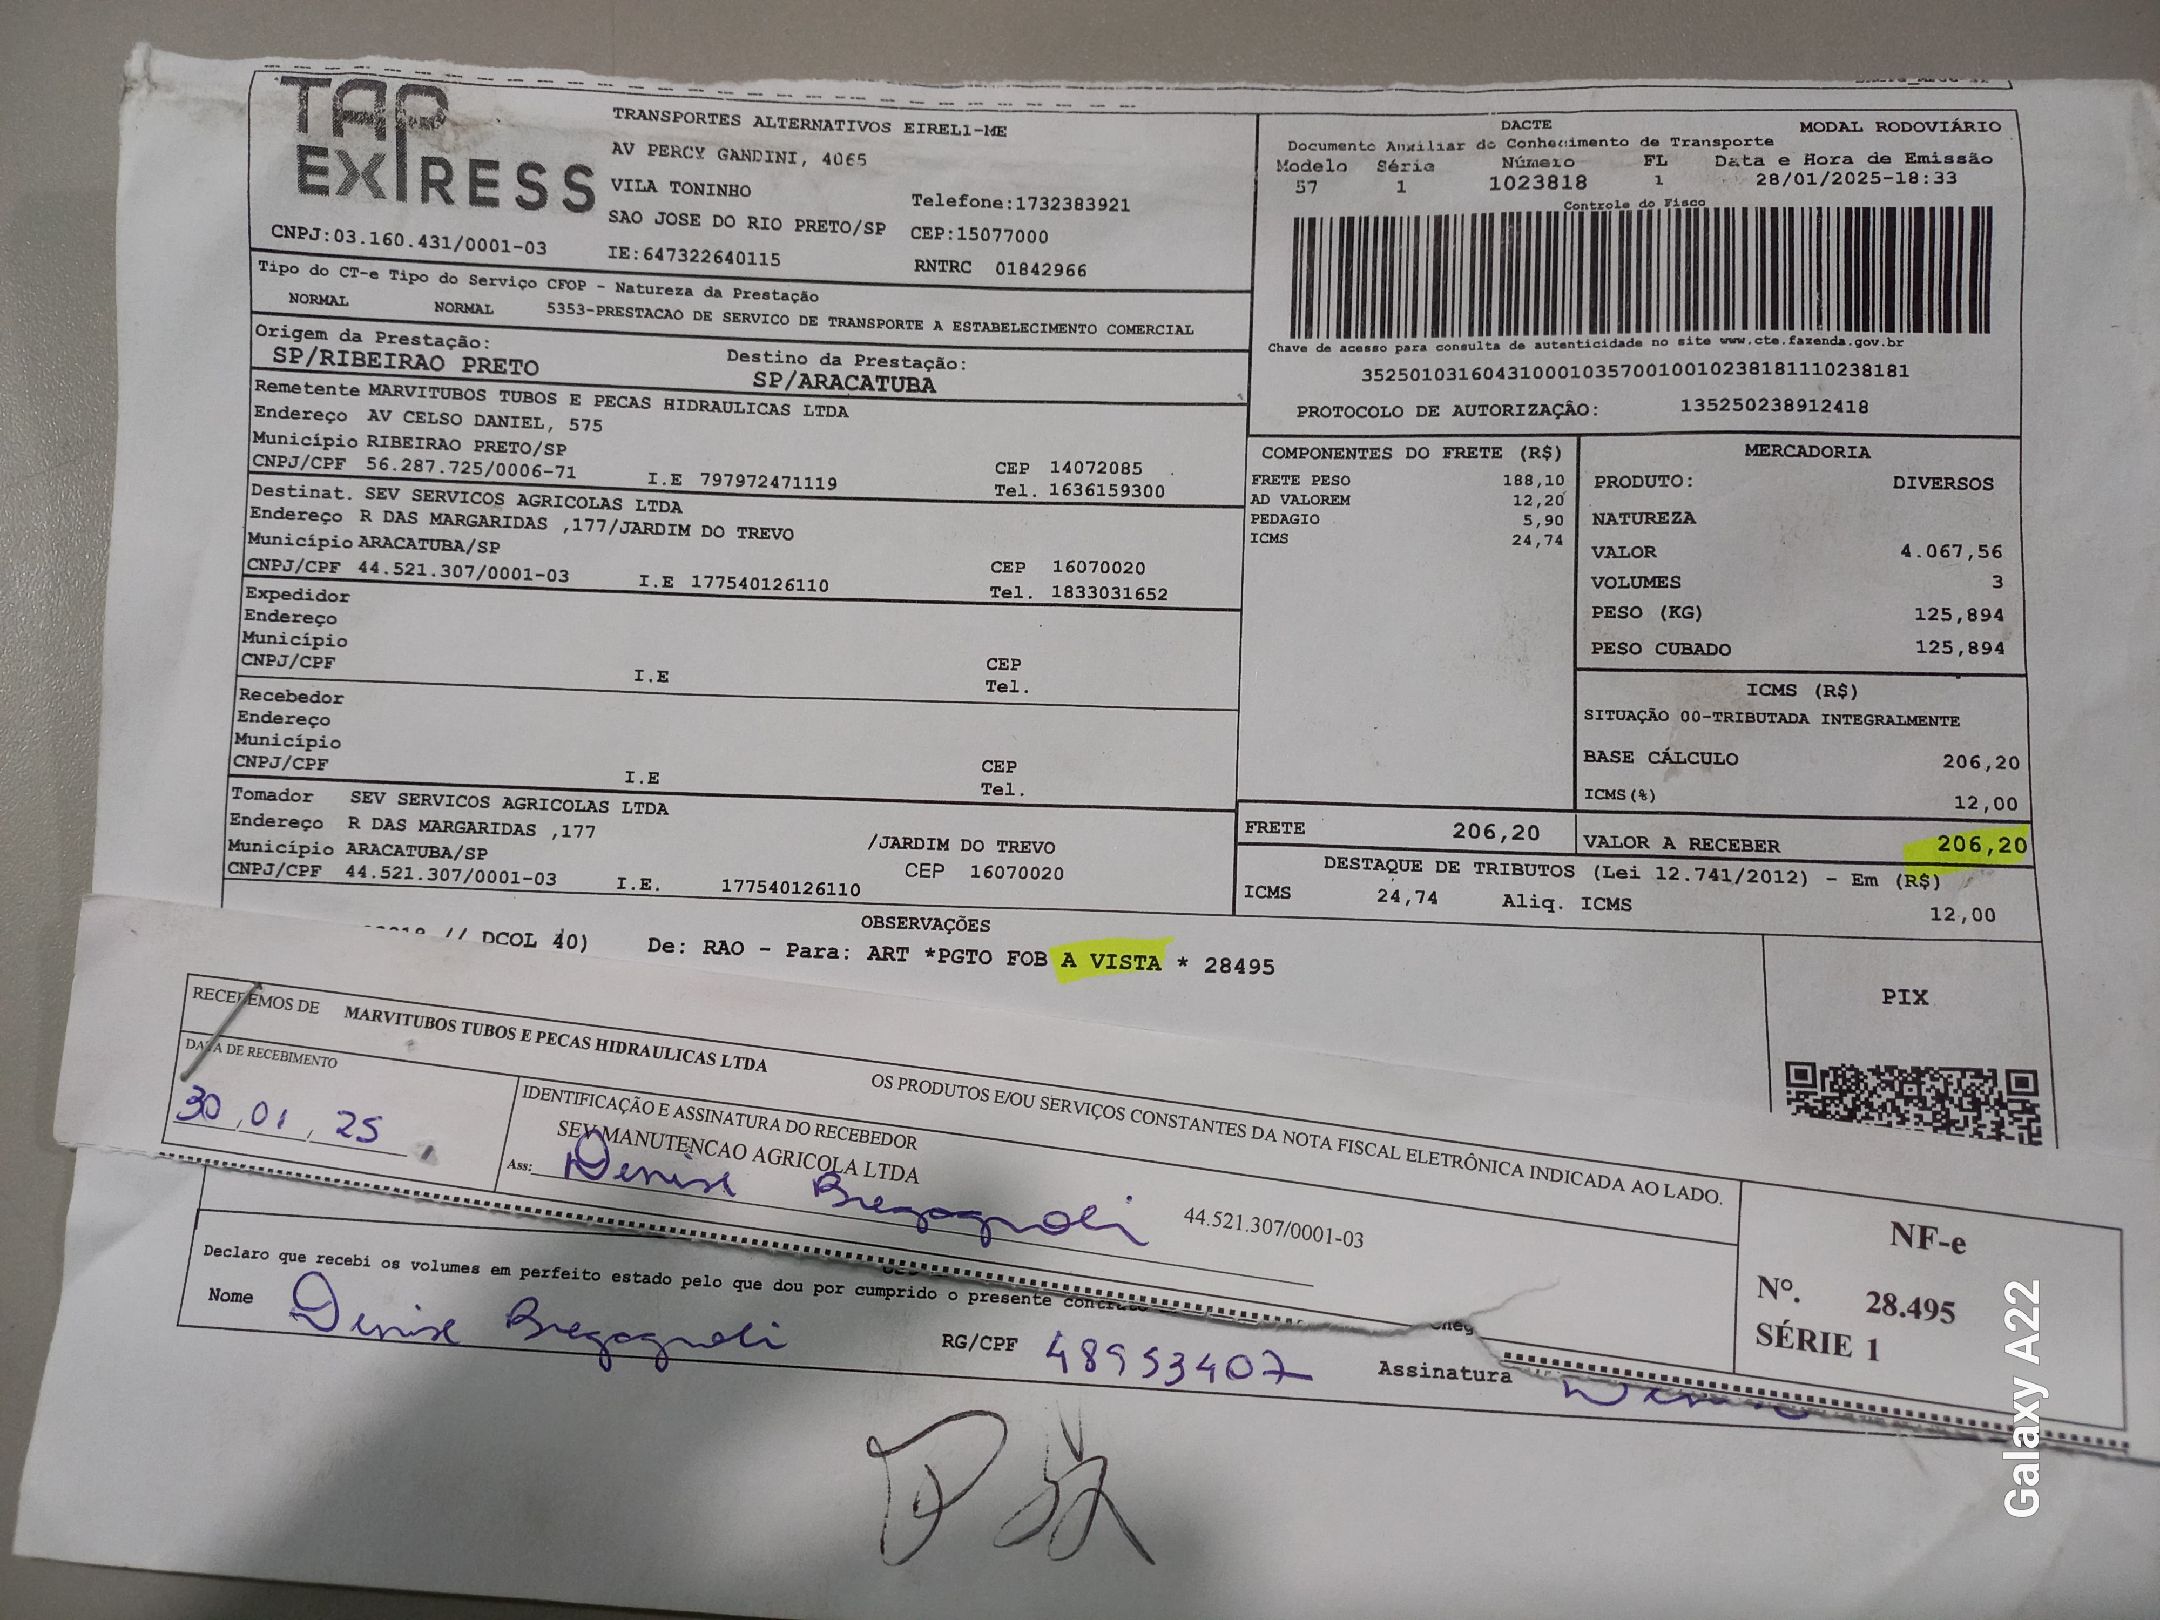 TAP
EXPRESS
TRANSPORTES ALTERNATIVOS EIRELI-ME
AV PERCY GANDINI, 4065
VILA TONINHO
Telefone:1732383921
SAO JOSE DO RIO PRETO/SP CEP:15077000
CNPJ:03.160.431/0001-03 IE:647322640115 RNTRC 01842966
DACTE MODAL RODOVIÁRIO
Documento Auxiliar do Conhecimento de Transporte
Modelo Série Número FL Data e Hora de Emissão
57 1 1023818 1 28/01/2025-18:33
Controle do Fisco
Chave de acesso para consulta de autenticidade no site www.cte.fazenda.gov.br
35250103160431000103570010010238181110238181
PROTOCOLO DE AUTORIZAÇÃO: 135250238912418
Tipo do CT-e Tipo do Serviço CFOP - Natureza da Prestação
NORMAL NORMAL 5353-PRESTACAO DE SERVICO DE TRANSPORTE A ESTABELECIMENTO COMERCIAL
Origem da Prestação: Destino da Prestação:
SP/RIBEIRAO PRETO SP/ARACATUBA
Remetente MARVITUBOS TUBOS E PECAS HIDRAULICAS LTDA
Endereço AV CELSO DANIEL, 575
Município RIBEIRAO PRETO/SP CEP 14072085
CNPJ/CPF 56.287.725/0006-71 I.E 797972471119 Tel. 1636159300
Destinat. SEV SERVICOS AGRICOLAS LTDA
Endereço R DAS MARGARIDAS ,177/JARDIM DO TREVO
Município ARACATUBA/SP CEP 16070020
CNPJ/CPF 44.521.307/0001-03 I.E 177540126110 Tel. 1833031652
Expedidor
Endereço
Município CEP
CNPJ/CPF I.E Tel.
Recebedor
Endereço
Município CEP
CNPJ/CPF I.E Tel.
Tomador SEV SERVICOS AGRICOLAS LTDA
Endereço R DAS MARGARIDAS ,177 /JARDIM DO TREVO
Município ARACATUBA/SP CEP 16070020
CNPJ/CPF 44.521.307/0001-03 I.E. 177540126110
COMPONENTES DO FRETE (R$)
FRETE PESO 188,10
AD VALOREM 12,20
PEDAGIO 5,90
ICMS 24,74
MERCADORIA
PRODUTO: DIVERSOS
NATUREZA
VALOR 4.067,56
VOLUMES 3
PESO (KG) 125,894
PESO CUBADO 125,894
ICMS (R$)
SITUAÇÃO 00-TRIBUTADA INTEGRALMENTE
BASE CÁLCULO 206,20
ICMS(%) 12,00
FRETE 206,20 VALOR A RECEBER 206,20
DESTAQUE DE TRIBUTOS (Lei 12.741/2012) - Em (R$)
ICMS 24,74 Aliq. ICMS 12,00
OBSERVAÇÕES
// DCOL 40) De: RAO - Para: ART *PGTO FOB A VISTA * 28495
PIX
RECEBEMOS DE MARVITUBOS TUBOS E PECAS HIDRAULICAS LTDA OS PRODUTOS E/OU SERVIÇOS CONSTANTES DA NOTA FISCAL ELETRÔNICA INDICADA AO LADO.
DATA DE RECEBIMENTO
30,01,25
IDENTIFICAÇÃO E ASSINATURA DO RECEBEDOR
SEV MANUTENCAO AGRICOLA LTDA
Ass: Denise Bregagnoli 44.521.307/0001-03
NF-e
Nº. 28.495
SÉRIE 1
Declaro que recebi os volumes em perfeito estado pelo que dou por cumprido o presente contrato
Nome Denise Bregagnoli RG/CPF 48953407 Assinatura
Galaxy A22